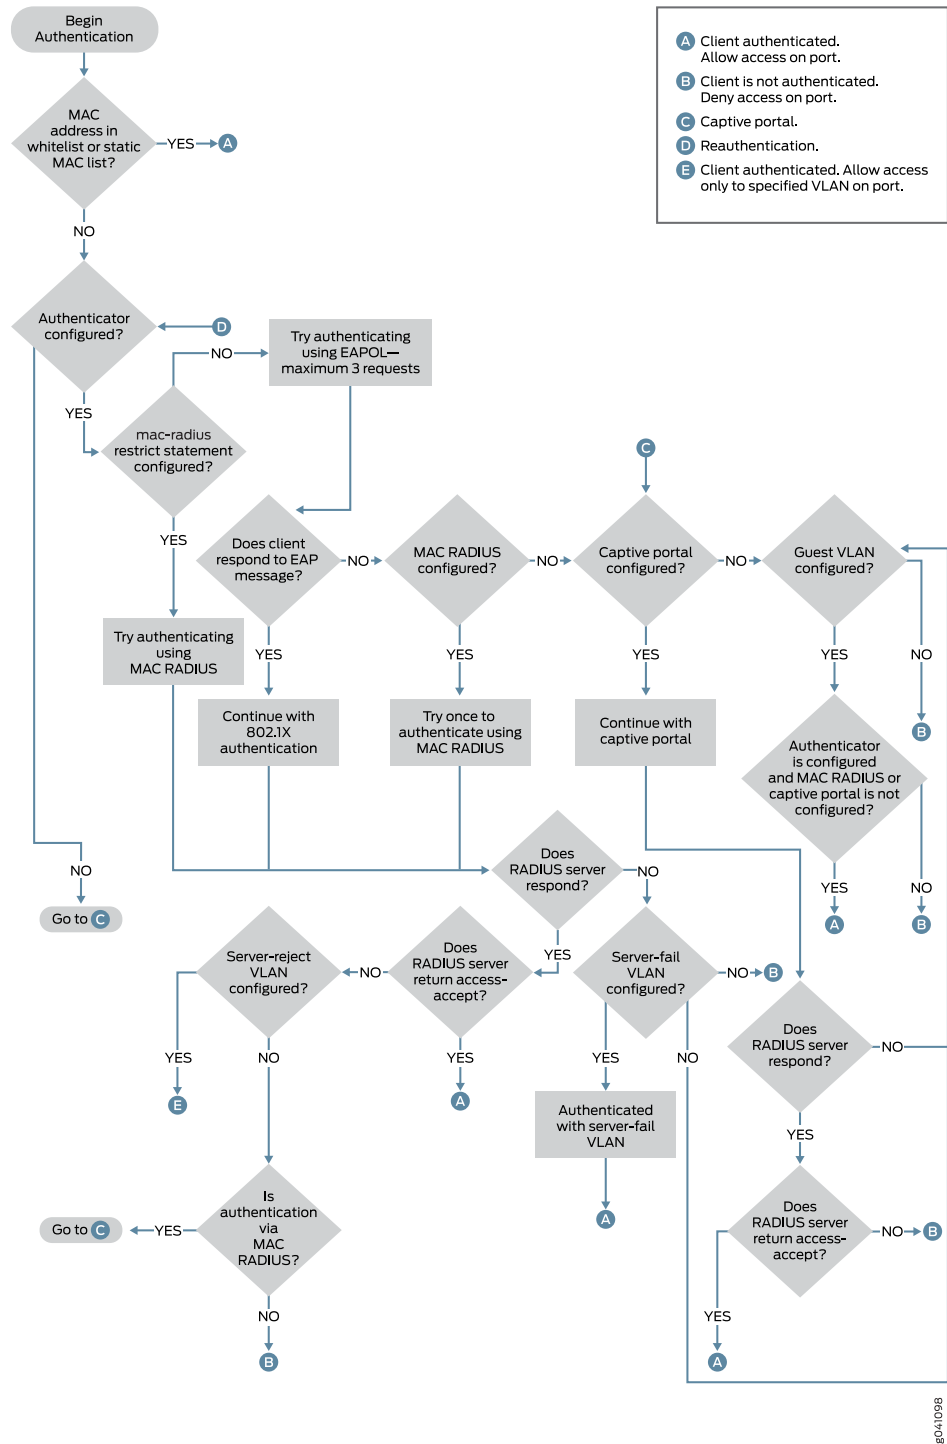 Begin
Authentication
A Client authenticated.
Allow access on port.
B Client is not authenticated.
Deny access on port.
C Captive portal.
D Reauthentication.
E Client authenticated. Allow access
only to specified VLAN on port.
MAC
address in
whitelist or static
MAC list?
YES
A
NO
Authenticator
configured?
D
NO
Try authenticating
using EAPOL—
maximum 3 requests
YES
mac-radius
restrict statement
configured?
C
YES
Does client
respond to EAP
message?
NO
MAC RADIUS
configured?
NO
Captive portal
configured?
NO
Guest VLAN
configured?
Try authenticating
using
MAC RADIUS
YES
YES
YES
YES
NO
Continue with
802.1X
authentication
Try once to
authenticate using
MAC RADIUS
Continue with
captive portal
B
Authenticator
is configured
and MAC RADIUS or
captive portal is not
configured?
NO
Go to C
Does
RADIUS server
respond?
NO
YES
NO
A
B
Server-reject
VLAN
configured?
NO
Does
RADIUS server
return access-
accept?
YES
Server-fail
VLAN
configured?
NO
B
YES
NO
YES
YES
NO
Does
RADIUS server
respond?
NO
E
A
Authenticated
with server-fail
VLAN
YES
Go to C
YES
Is
authentication
via
MAC
RADIUS?
A
Does
RADIUS server
return access-
accept?
NO
B
NO
YES
B
A
g041098